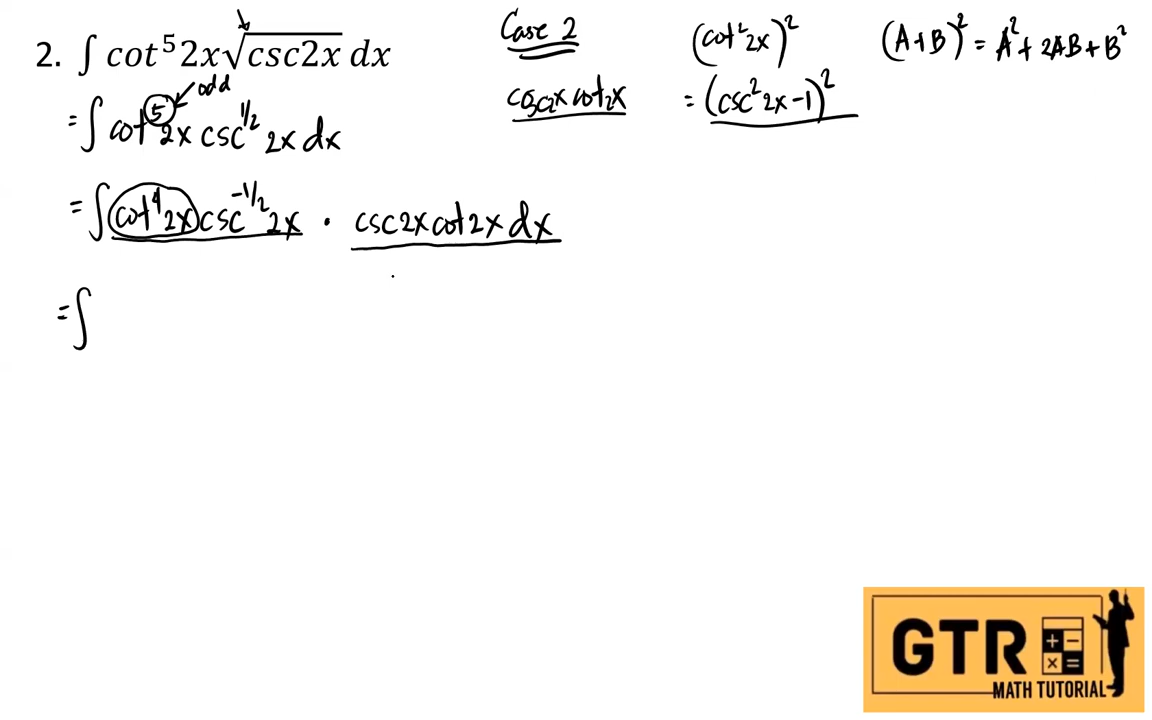 2. ∫ cot⁵2x√csc2x dx
odd
= ∫ cot⁵2x csc^1/2 2x dx
= ∫ cot⁴2x csc^-1/2 2x · csc2x cot2x dx
= ∫
Case 2
csc2x cot2x
(cot²2x)²
= (csc²2x-1)²
(A+B)² = A² + 2AB + B²
GTR
MATH TUTORIAL